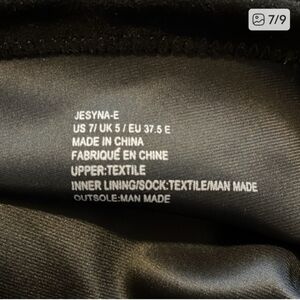 7/9
JESYNA-E
US 7/ UK 5 / EU 37.5 E
MADE IN CHINA
FABRIQUÉ EN CHINE
UPPER:TEXTILE
INNER LINING/SOCK:TEXTILE/MAN MADE
OUTSOLE:MAN MADE